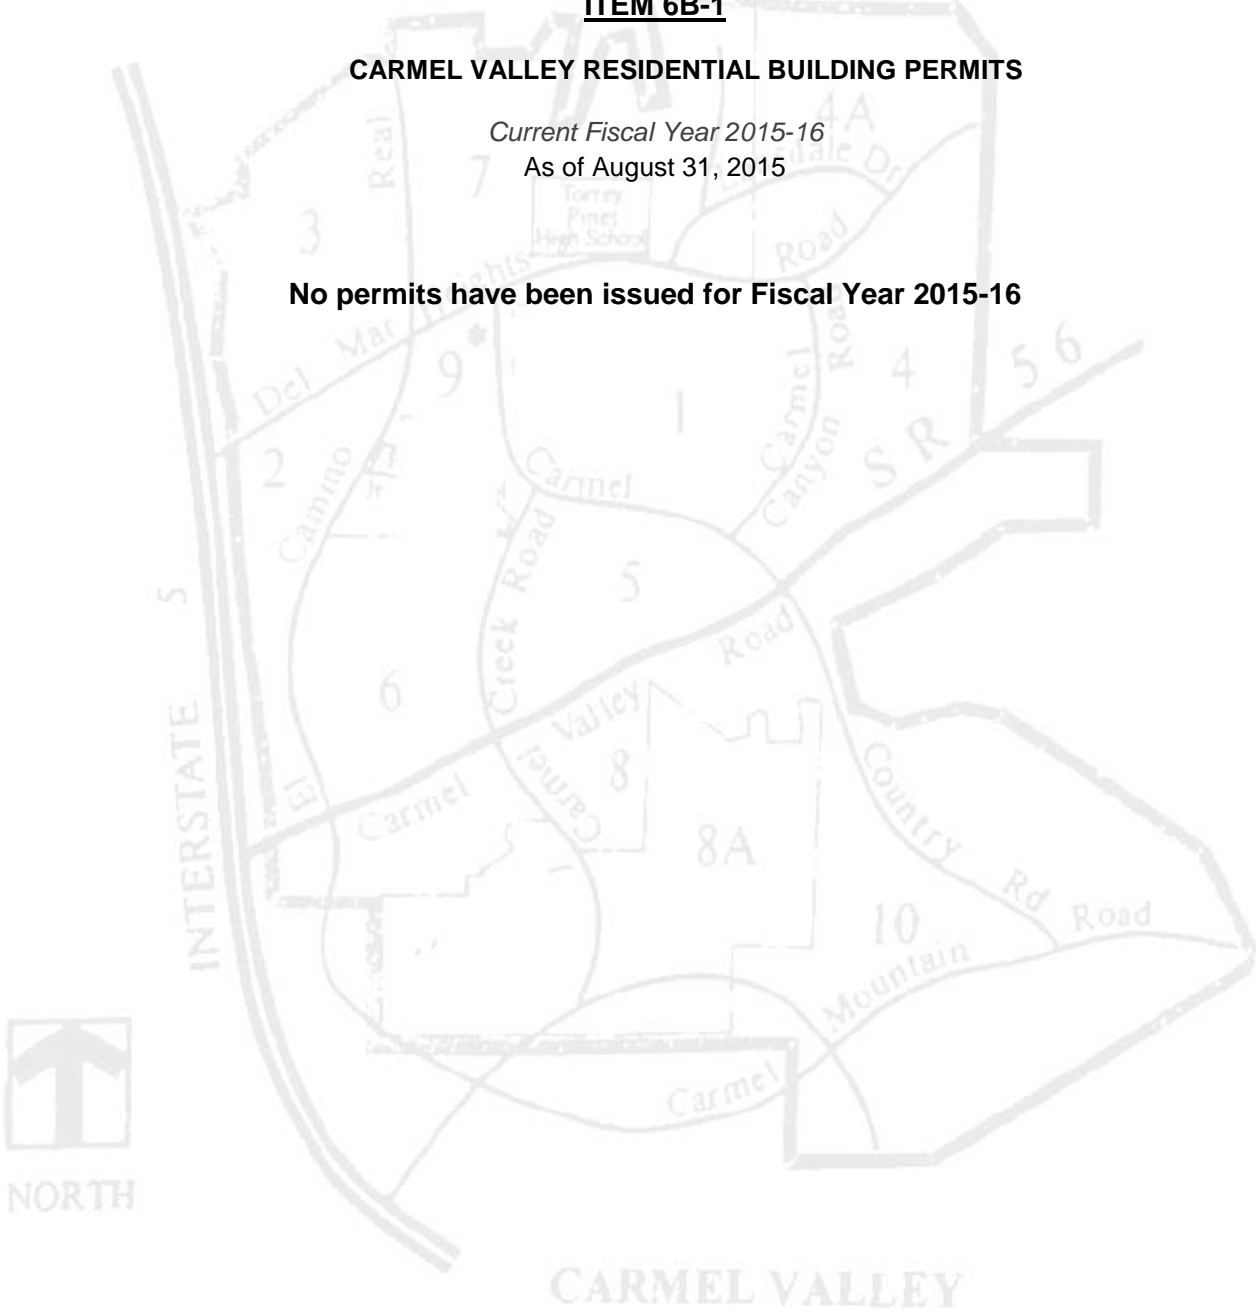 ITEM 6B-1
CARMEL VALLEY RESIDENTIAL BUILDING PERMITS
Current Fiscal Year 2015-16
As of August 31, 2015
No permits have been issued for Fiscal Year 2015-16
4A
Real
7
Dr
Torrey
Pines
High School
3
Road
Del Mar Heights
Road
9
4
56
1
Carmel
Canyon
SR
2
Camino
Carmel
Creek Road
5
5
Road
6
Valley
INTERSTATE
El
Carmel
Carmel
8
Country
8A
Rd
Road
10
Mountain
Carmel
NORTH
CARMEL VALLEY